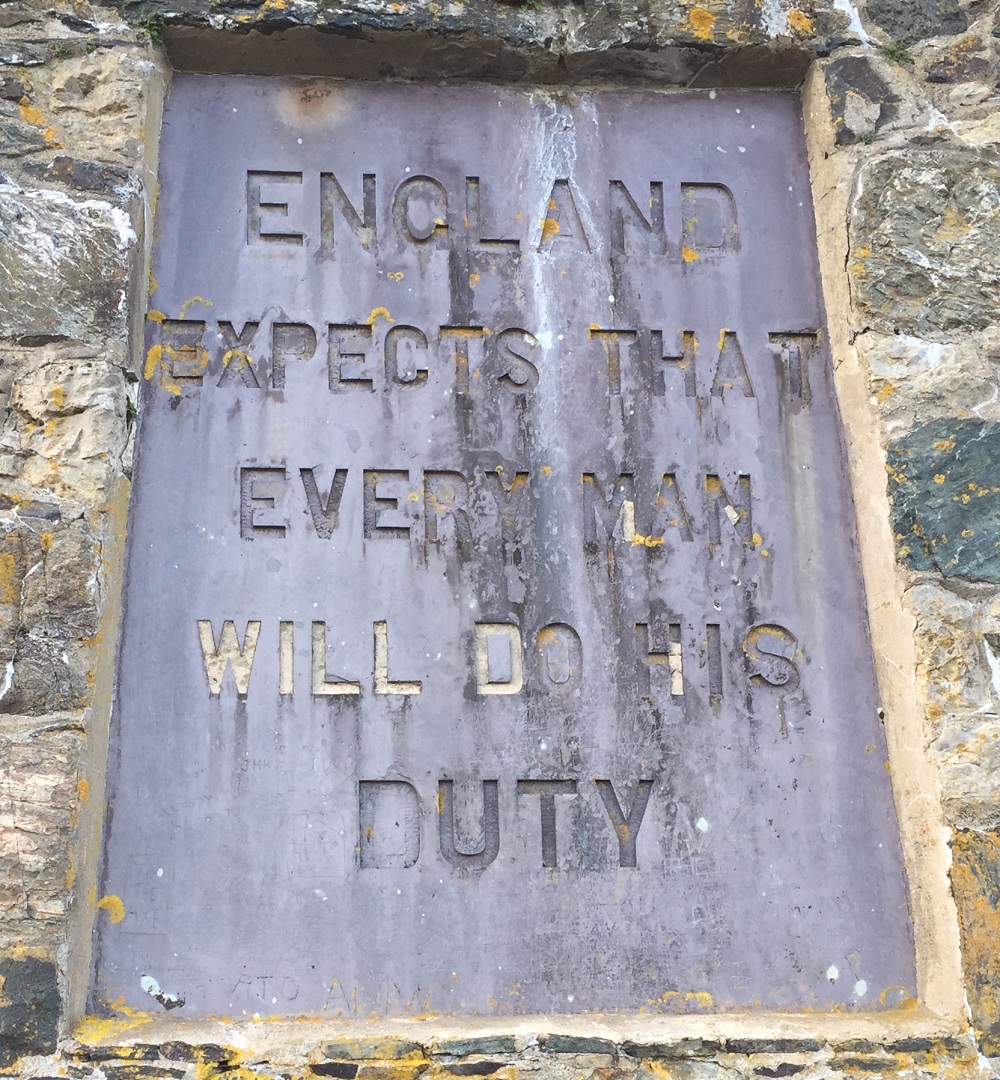 ENGLAND
EXPECTS THAT
EVERY MAN
WILL DO HIS
DUTY